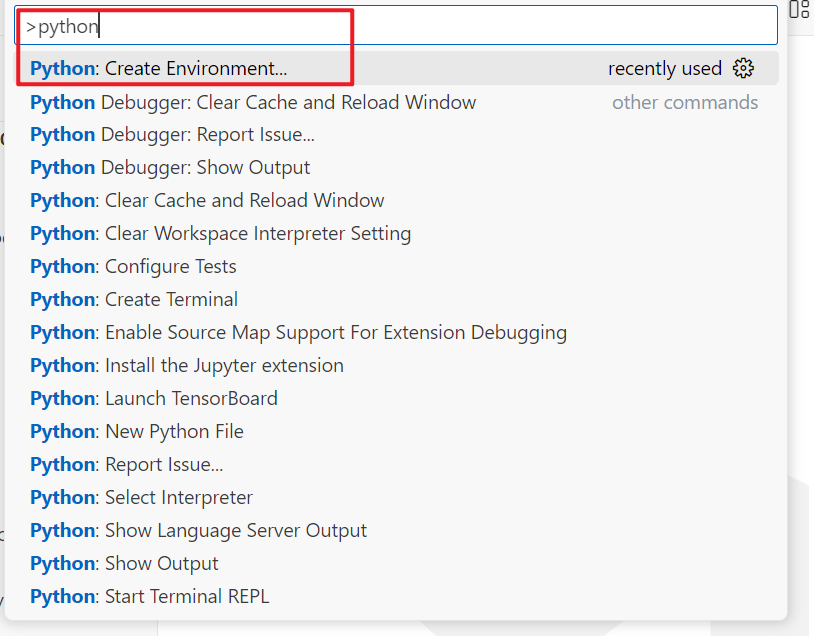 >python
Python: Create Environment... recently used
Python Debugger: Clear Cache and Reload Window other commands
Python Debugger: Report Issue...
Python Debugger: Show Output
Python: Clear Cache and Reload Window
Python: Clear Workspace Interpreter Setting
Python: Configure Tests
Python: Create Terminal
Python: Enable Source Map Support For Extension Debugging
Python: Install the Jupyter extension
Python: Launch TensorBoard
Python: New Python File
Python: Report Issue...
Python: Select Interpreter
Python: Show Language Server Output
Python: Show Output
Python: Start Terminal REPL